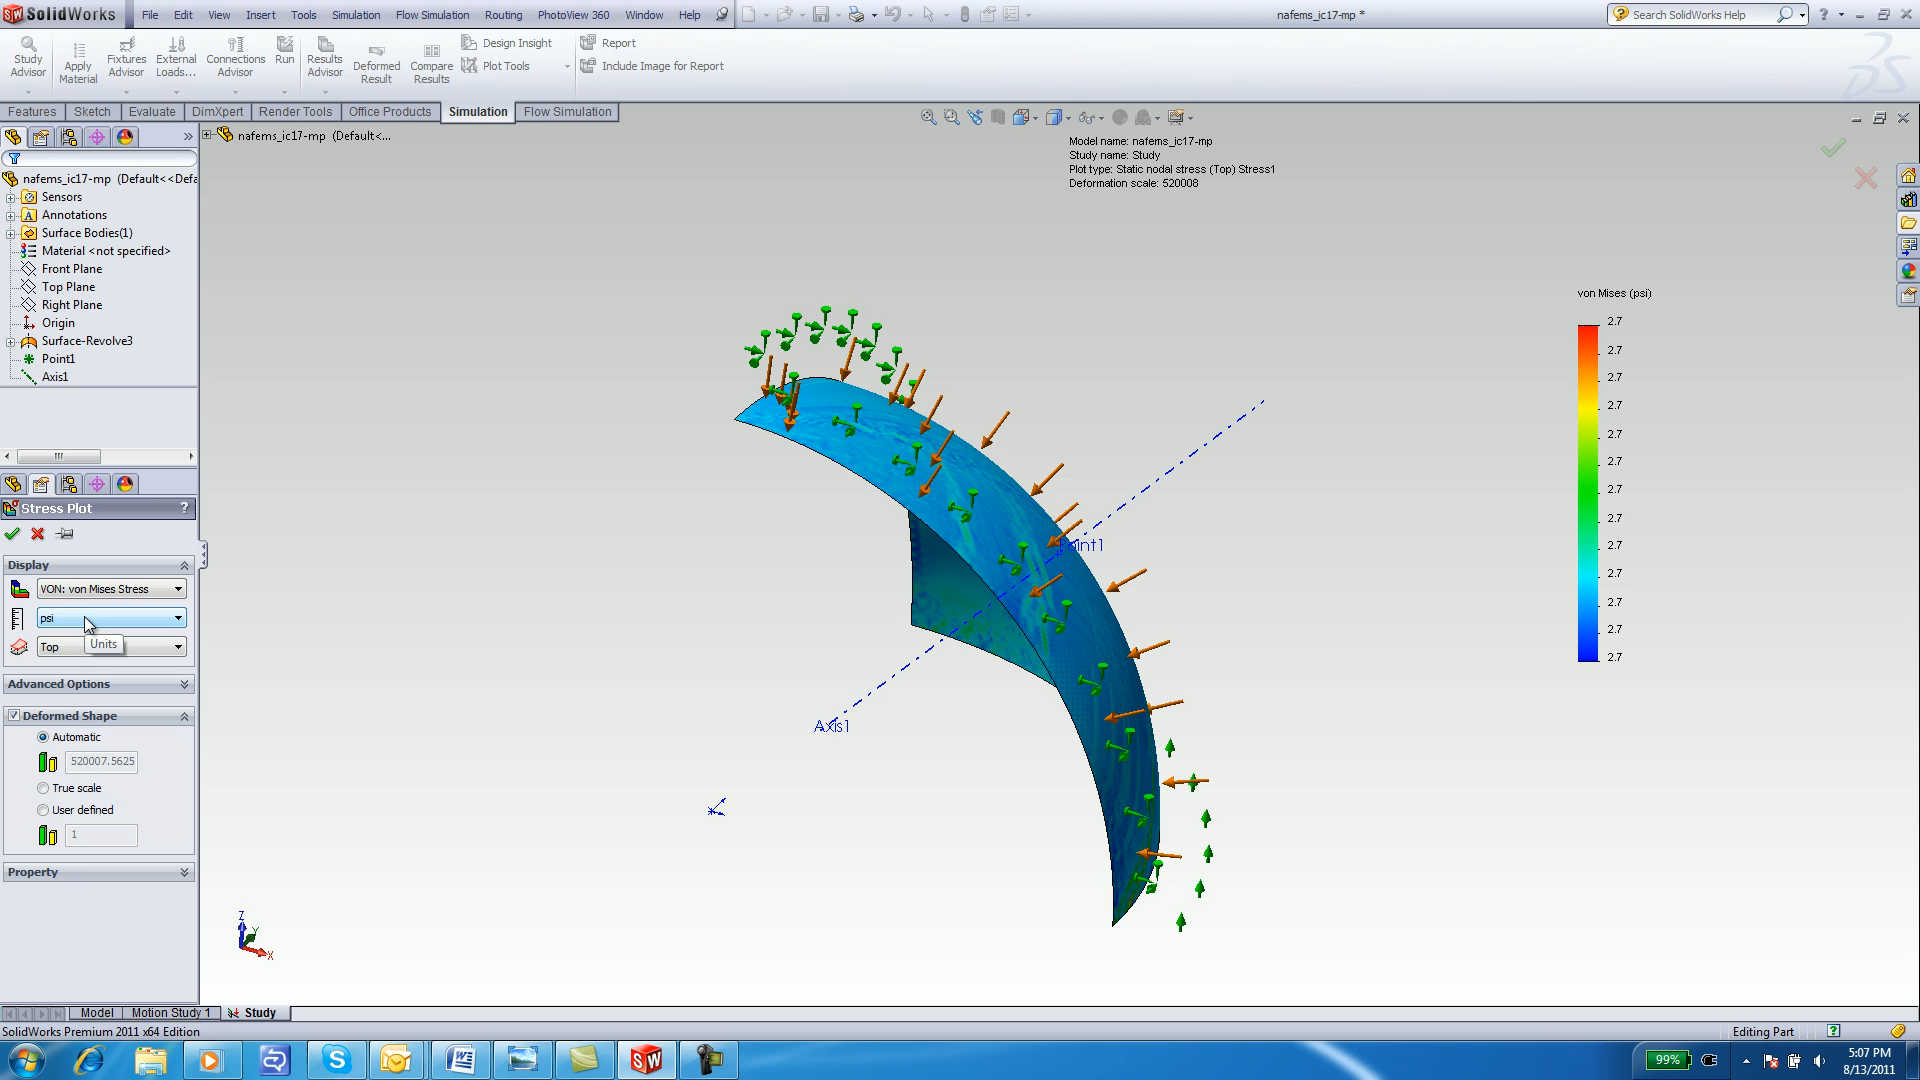 SolidWorks File Edit View Insert Tools Simulation Flow Simulation Routing PhotoView 360 Window Help nafems_ic17-mp * Search SolidWorks Help ?
Study Advisor
Apply Material
Fixtures Advisor
External Loads...
Connections Advisor
Run
Results Advisor
Deformed Result
Compare Results
Design Insight
Plot Tools
Report
Include Image for Report
Features Sketch Evaluate DimXpert Render Tools Office Products Simulation Flow Simulation
nafems_ic17-mp (Default<...
Model name: nafems_ic17-mp
Study name: Study
Plot type: Static nodal stress (Top) Stress1
Deformation scale: 520008
nafems_ic17-mp (Default<<Defa
Sensors
Annotations
Surface Bodies(1)
Material <not specified>
Front Plane
Top Plane
Right Plane
Origin
Surface-Revolve3
Point1
Axis1
Stress Plot ?
Display
VON: von Mises Stress
psi
Top
Units
Advanced Options
Deformed Shape
Automatic
520007.5625
True scale
User defined
1
Property
von Mises (psi)
2.7
2.7
2.7
2.7
2.7
2.7
2.7
2.7
2.7
2.7
2.7
2.7
2.7
Point1
Axis1
Z
Y
X
Model Motion Study 1 Study
SolidWorks Premium 2011 x64 Edition Editing Part ?
99% 5:07 PM
8/13/2011